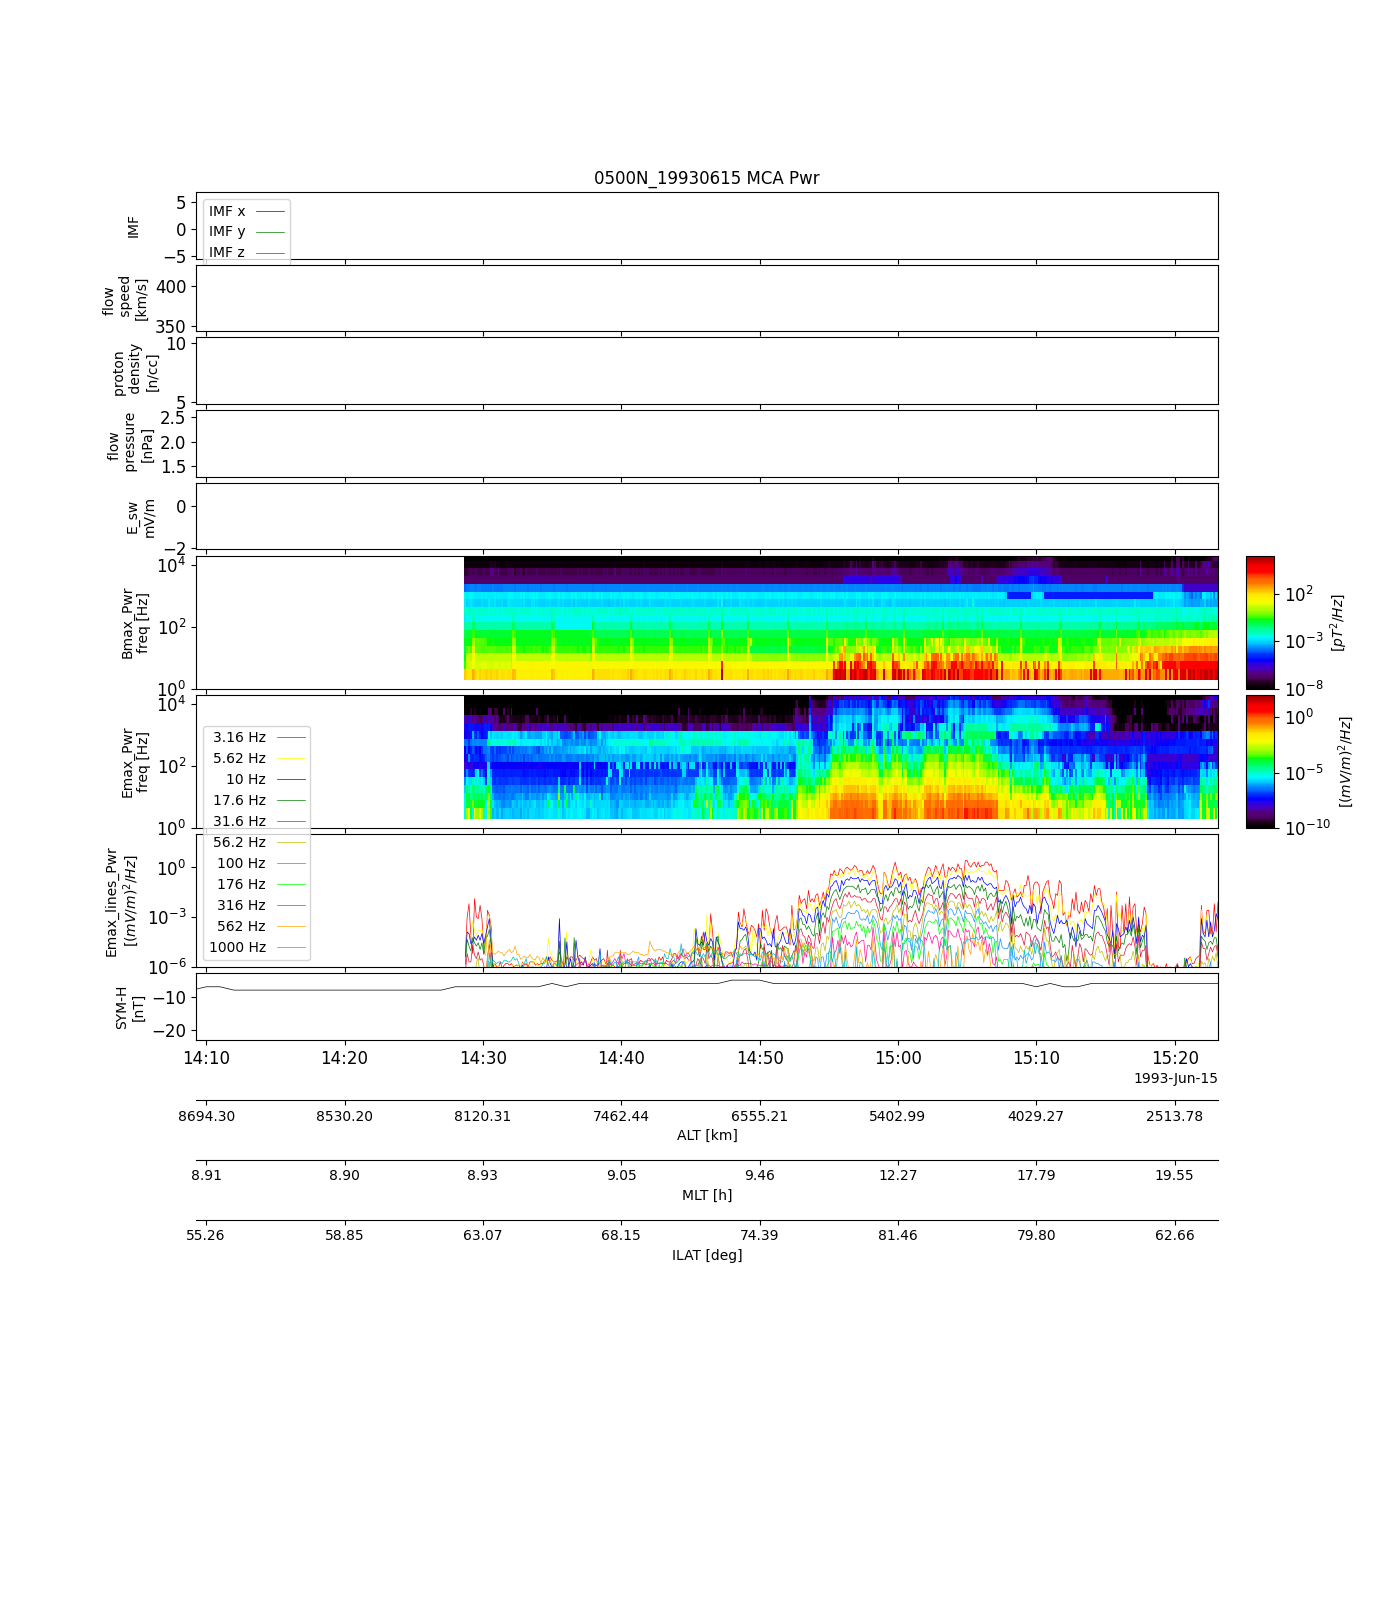 0500N_19930615 MCA Pwr
5
0
−5
IMF
IMF x
IMF y
IMF z
400
350
flow
speed
[km/s]
10
5
proton
density
[n/cc]
2.5
2.0
1.5
flow
pressure
[nPa]
0
−2
E_sw
mV/m
10^4
10^2
10^0
Bmax_Pwr
freq [Hz]
10^2
10^−3
10^−8
[pT^2/Hz]
10^4
10^2
10^0
Emax_Pwr
freq [Hz]
10^0
10^−5
10^−10
[(mV/m)^2/Hz]
3.16 Hz
5.62 Hz
10 Hz
17.6 Hz
31.6 Hz
56.2 Hz
100 Hz
176 Hz
316 Hz
562 Hz
1000 Hz
10^0
10^−3
10^−6
Emax_lines_Pwr
[(mV/m)^2/Hz]
−10
−20
SYM-H
[nT]
14:10 14:20 14:30 14:40 14:50 15:00 15:10 15:20
1993-Jun-15
8694.30 8530.20 8120.31 7462.44 6555.21 5402.99 4029.27 2513.78
ALT [km]
8.91 8.90 8.93 9.05 9.46 12.27 17.79 19.55
MLT [h]
55.26 58.85 63.07 68.15 74.39 81.46 79.80 62.66
ILAT [deg]